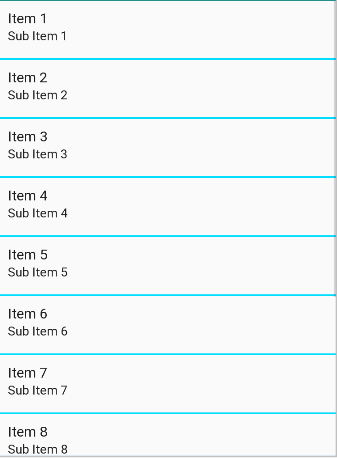 Item 1
Sub Item 1
Item 2
Sub Item 2
Item 3
Sub Item 3
Item 4
Sub Item 4
Item 5
Sub Item 5
Item 6
Sub Item 6
Item 7
Sub Item 7
Item 8
Sub Item 8